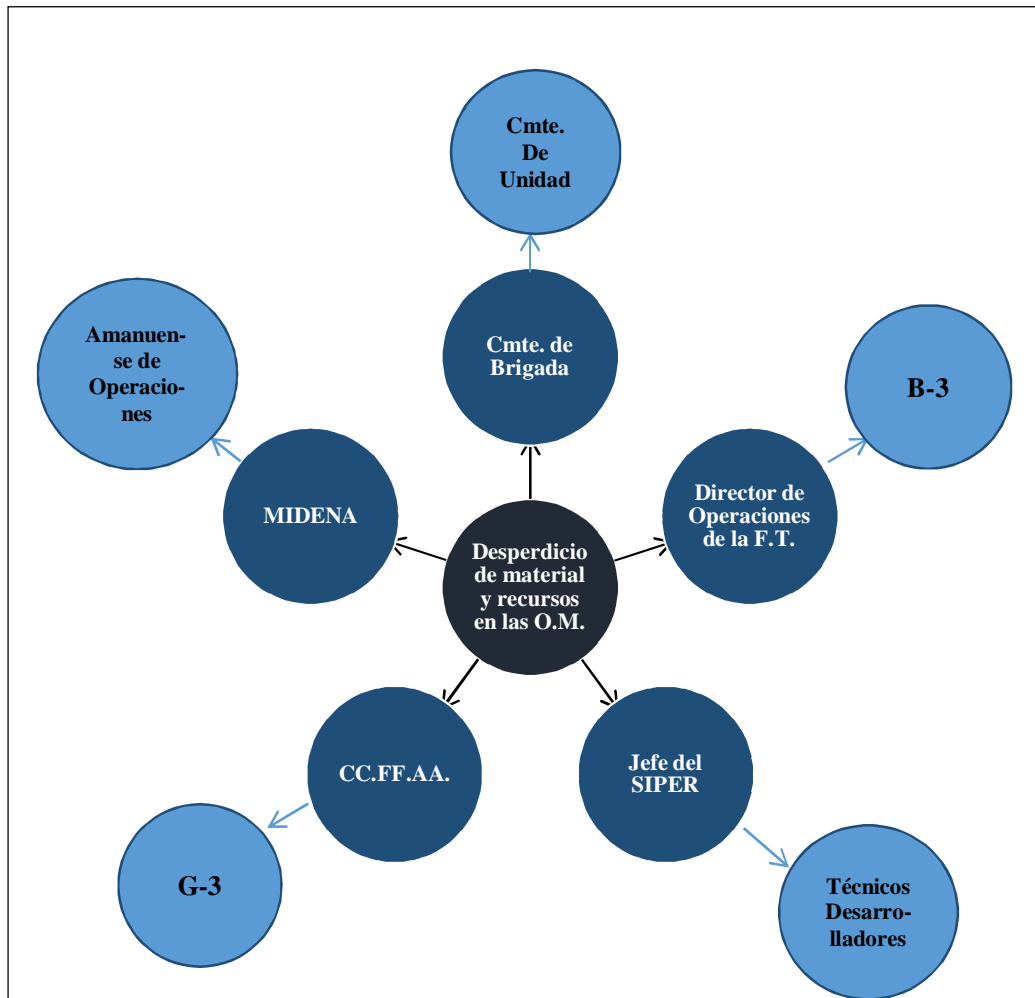 Cmte.
De
Unidad
Amanuen-
se de
Operacio-
nes
Cmte. de
Brigada
B-3
MIDENA
Director de
Operaciones
de la F.T.
Desperdicio
de material
y recursos
en las O.M.
CC.FF.AA.
Jefe del
SIPER
G-3
Técnicos
Desarro-
lladores